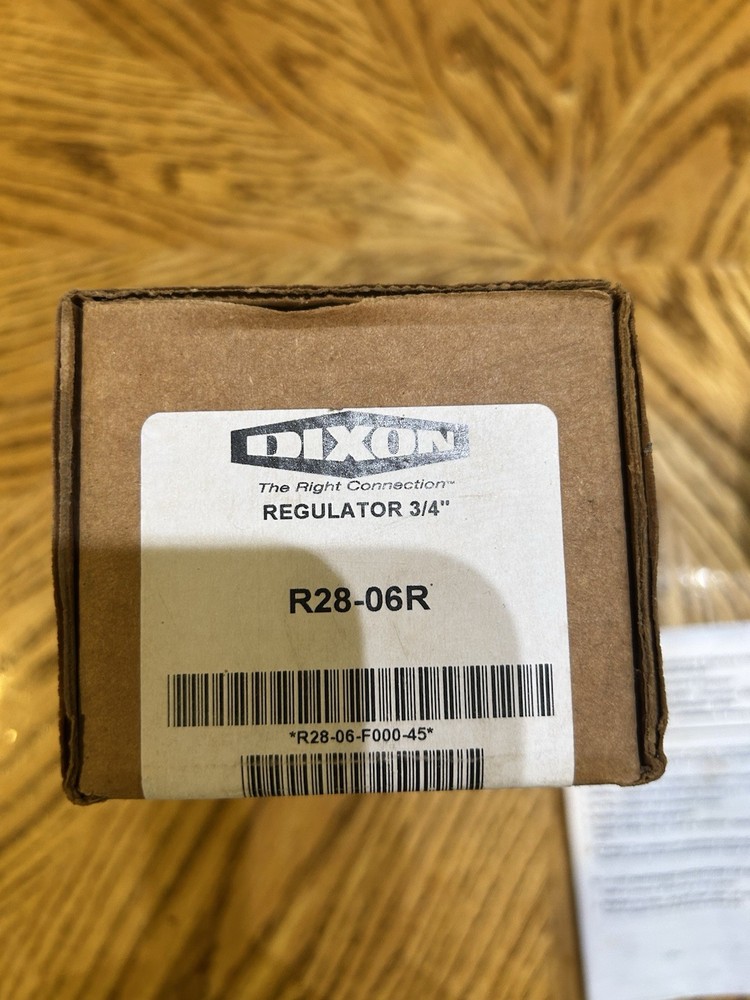 DIXON
The Right Connection™
REGULATOR 3/4"
R28-06R
*R28-06-F000-45*